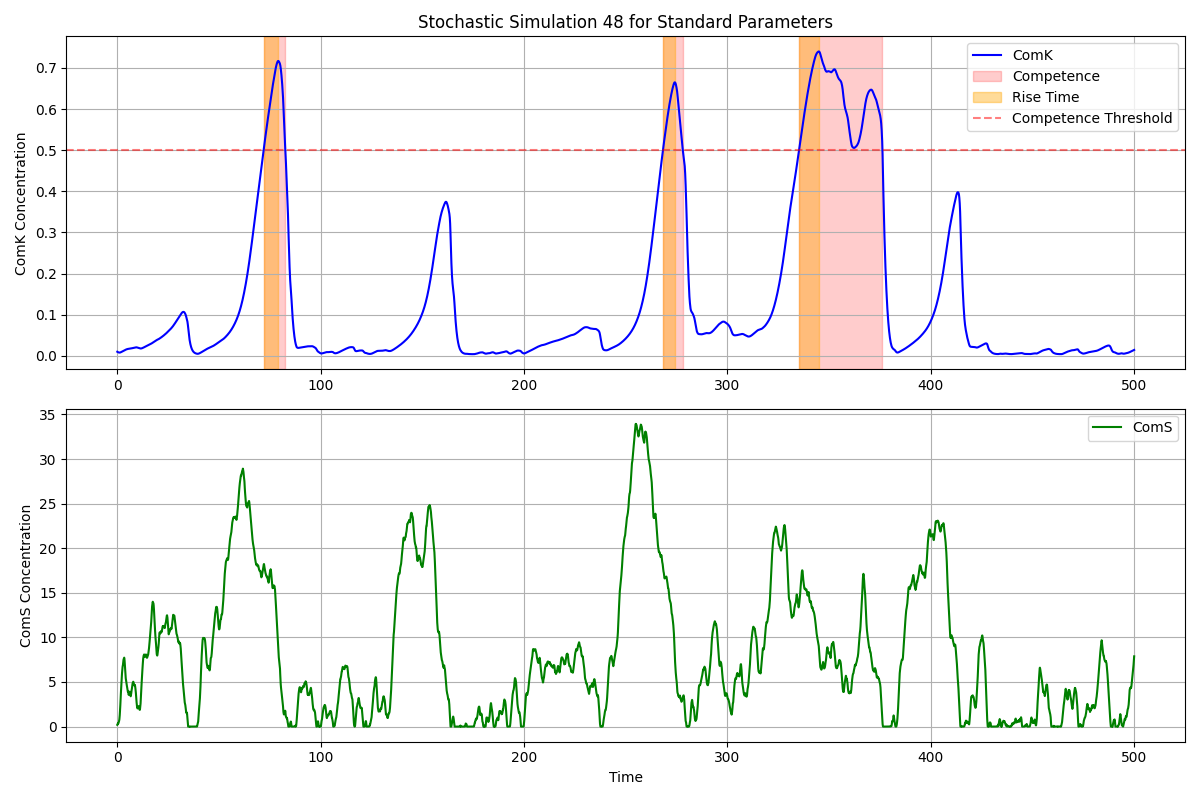 Stochastic Simulation 48 for Standard Parameters
ComK Concentration
0.7
0.6
0.5
0.4
0.3
0.2
0.1
0.0
ComK
Competence
Rise Time
Competence Threshold
0 100 200 300 400 500
ComS Concentration
35
30
25
20
15
10
5
0
ComS
0 100 200 300 400 500
Time